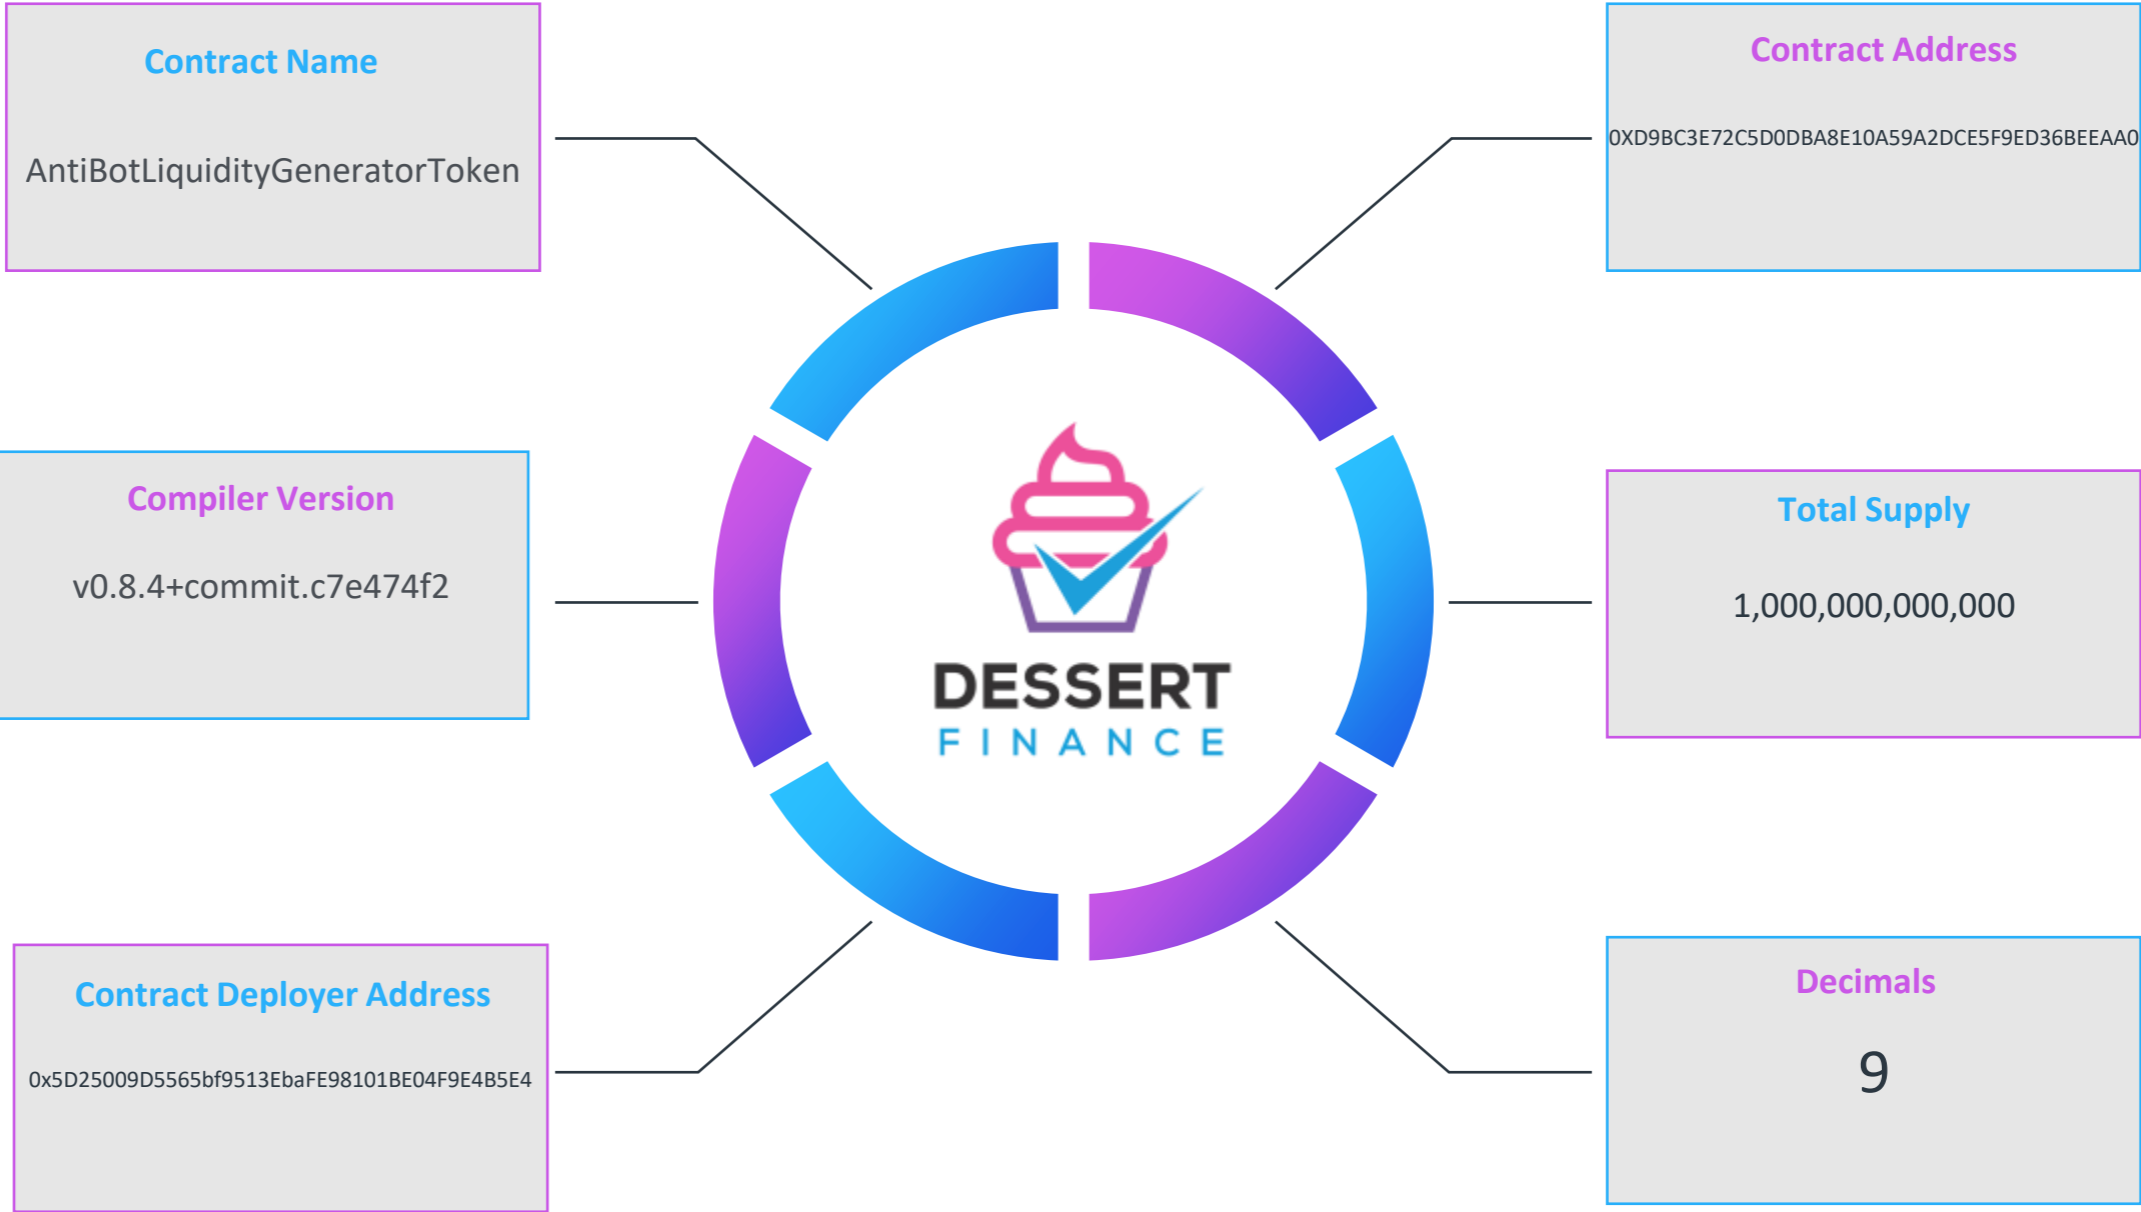 Contract Name
AntiBotLiquidityGeneratorToken
Contract Address
0XD9BC3E72C5D0DBA8E10A59A2DCE5F9ED36BEEAA0
Compiler Version
v0.8.4+commit.c7e474f2
DESSERT
FINANCE
Total Supply
1,000,000,000,000
Contract Deployer Address
0x5D25009D5565bf9513EbaFE98101BE04F9E4B5E4
Decimals
9